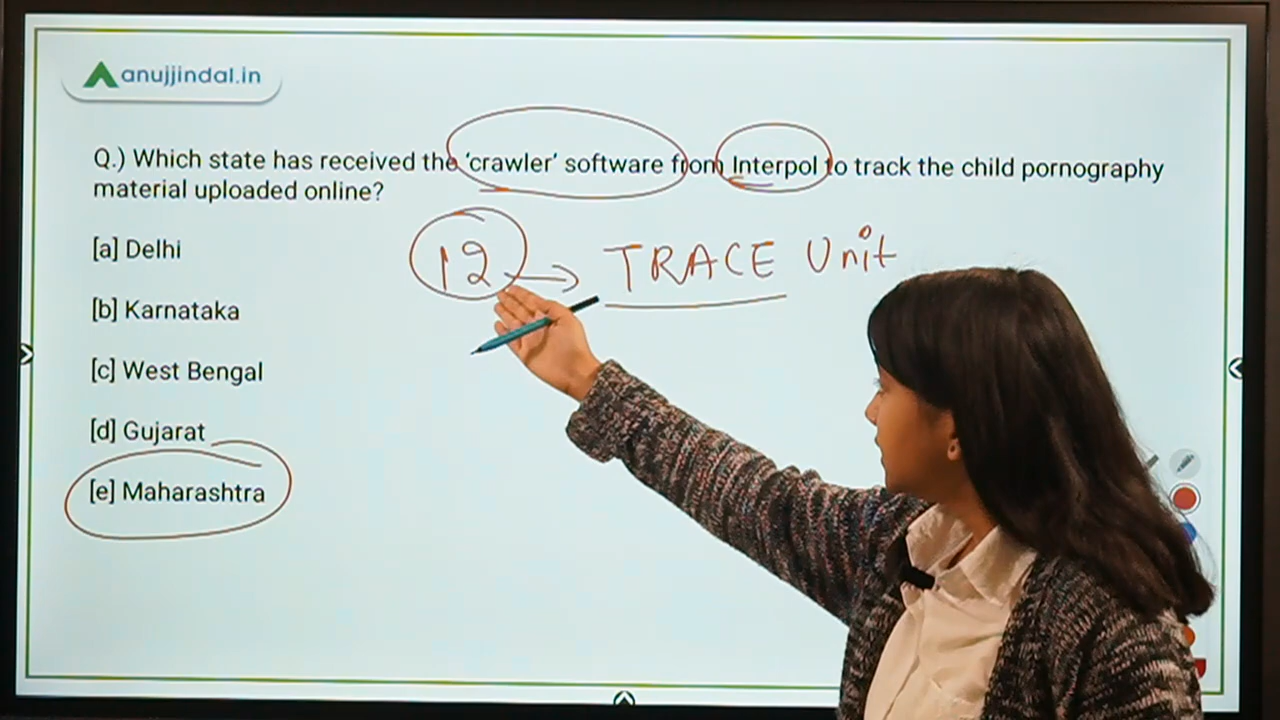 anujjindal.in
Q.) Which state has received the ‘crawler’ software from Interpol to track the child pornography
material uploaded online?
12 → TRACE Unit
[a] Delhi
[b] Karnataka
[c] West Bengal
[d] Gujarat
[e] Maharashtra